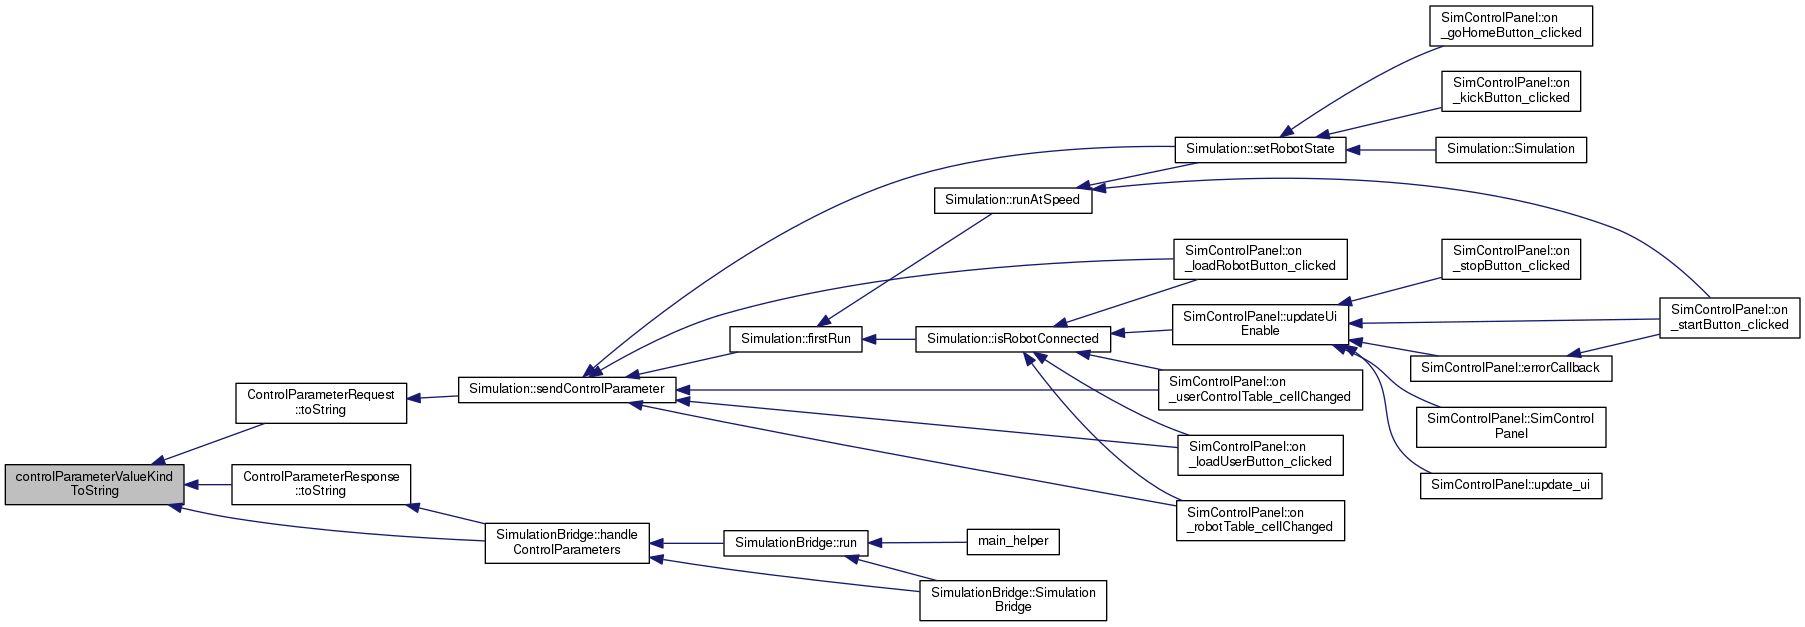 SimControlPanel::on
_goHomeButton_clicked
SimControlPanel::on
_kickButton_clicked
Simulation::setRobotState
Simulation::Simulation
Simulation::runAtSpeed
SimControlPanel::on
_loadRobotButton_clicked
SimControlPanel::on
_stopButton_clicked
SimControlPanel::updateUi
Enable
SimControlPanel::on
_startButton_clicked
Simulation::firstRun
Simulation::isRobotConnected
SimControlPanel::errorCallback
Simulation::sendControlParameter
SimControlPanel::on
_userControlTable_cellChanged
ControlParameterRequest
::toString
SimControlPanel::SimControl
Panel
SimControlPanel::on
_loadUserButton_clicked
controlParameterValueKind
ToString
ControlParameterResponse
::toString
SimControlPanel::update_ui
SimControlPanel::on
_robotTable_cellChanged
SimulationBridge::handle
ControlParameters
SimulationBridge::run
main_helper
SimulationBridge::Simulation
Bridge